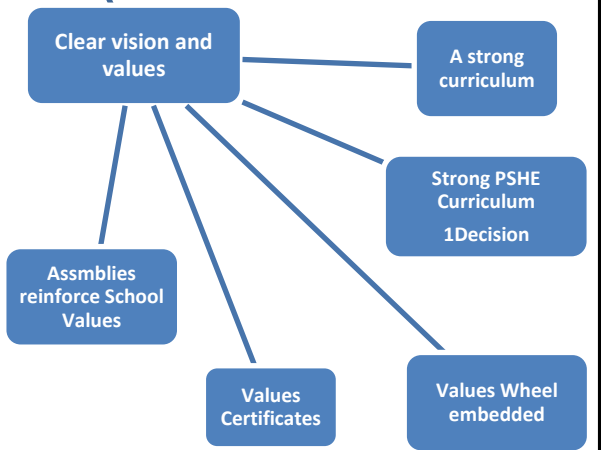 Clear vision and
values
A strong
curriculum
Strong PSHE
Curriculum
1Decision
Assmblies
reinforce School
Values
Values
Certificates
Values Wheel
embedded